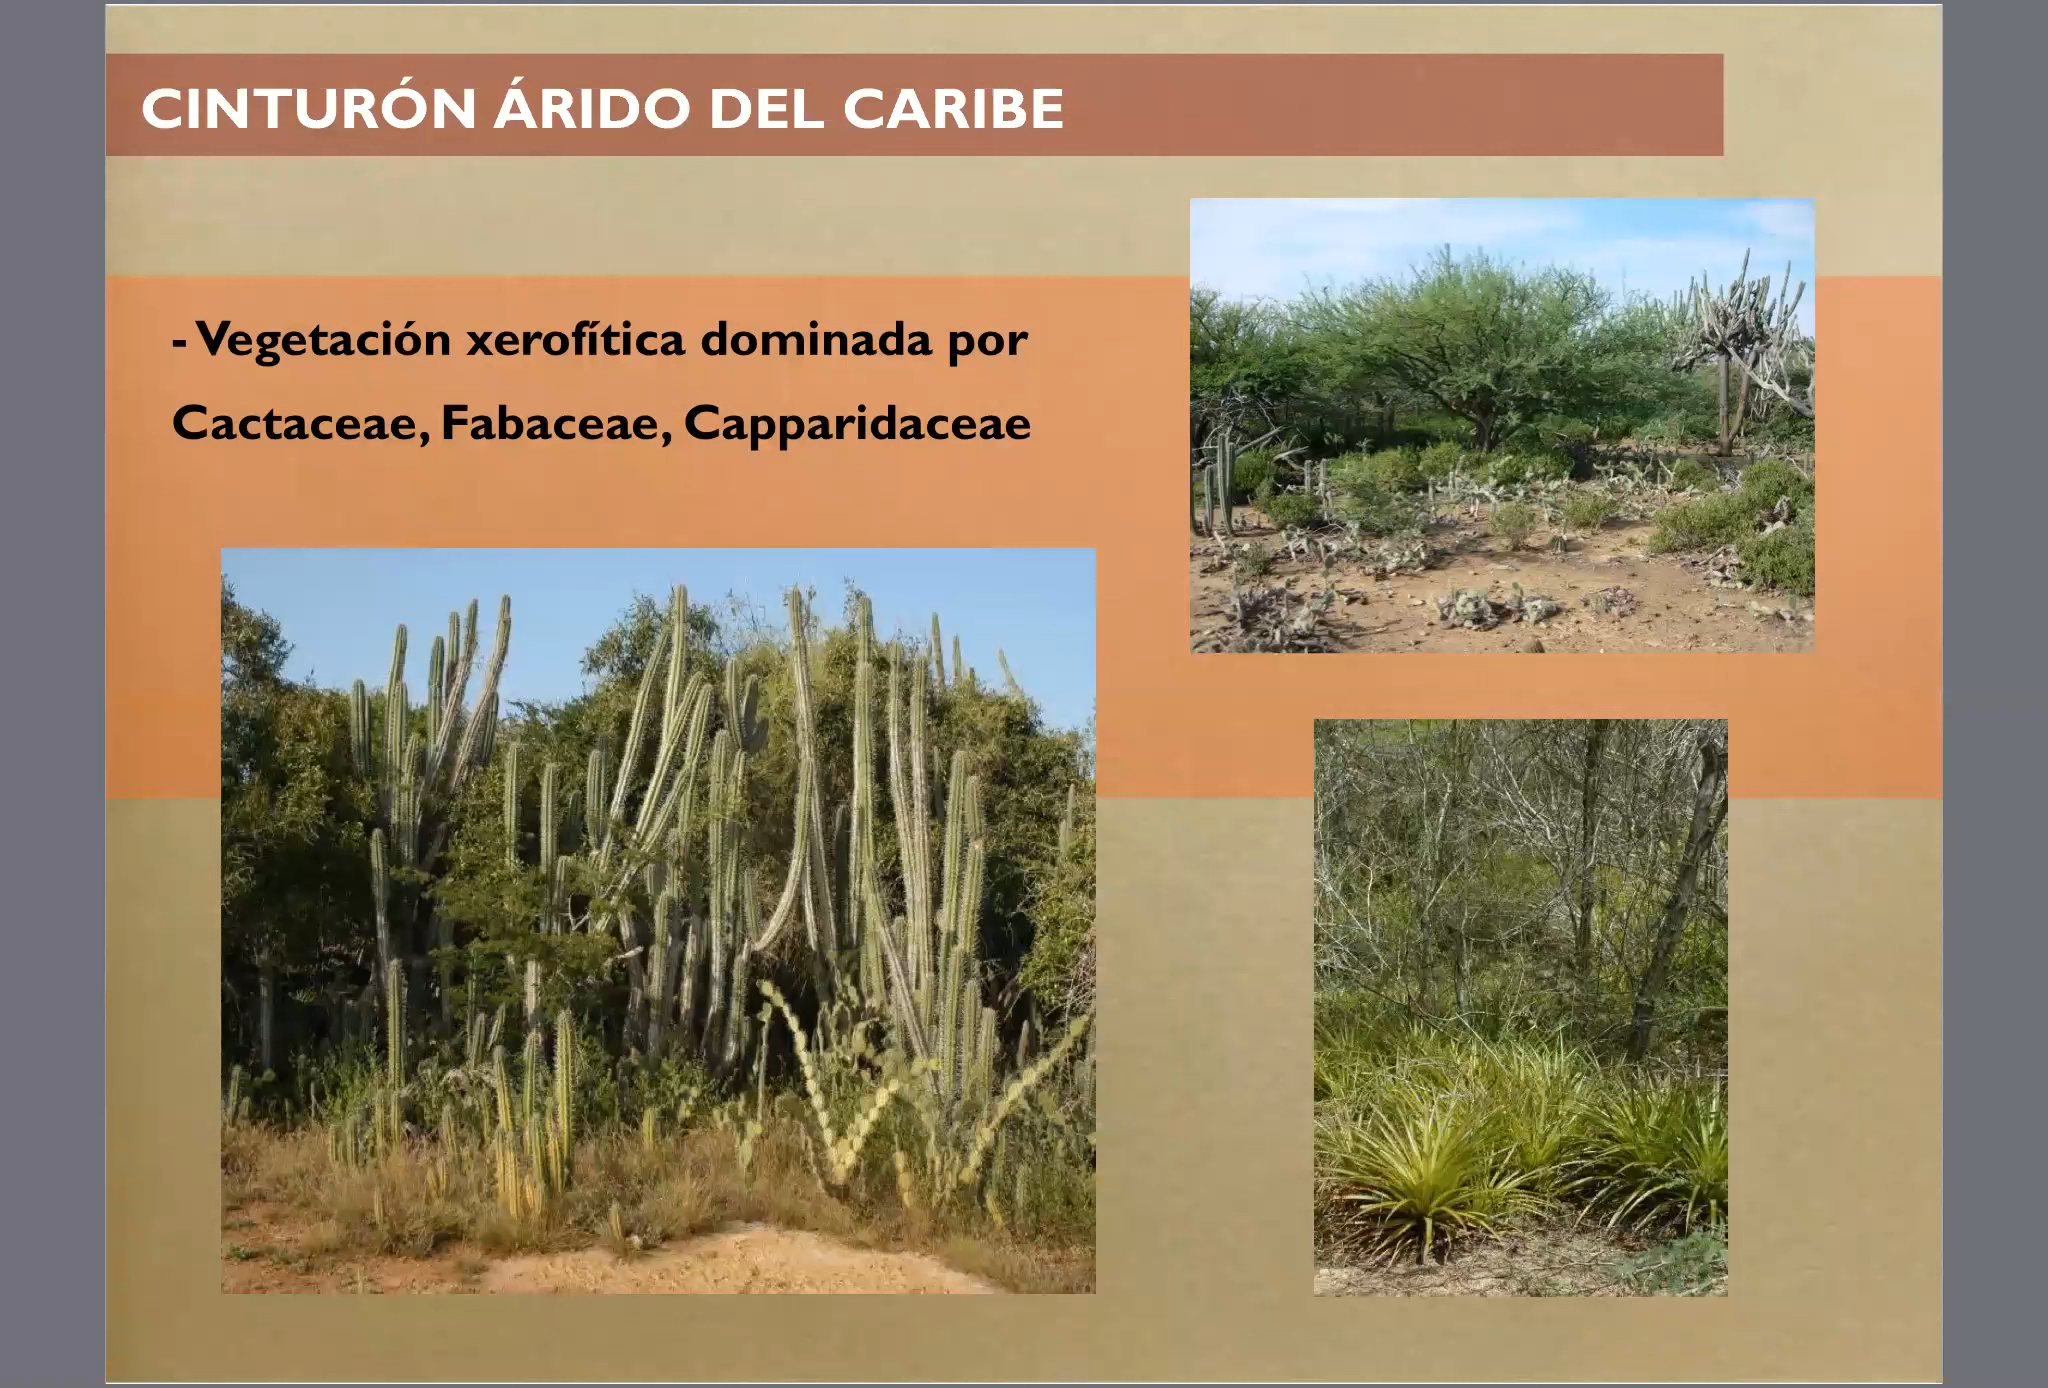 CINTURÓN ÁRIDO DEL CARIBE
- Vegetación xerofítica dominada por
Cactaceae, Fabaceae, Capparidaceae